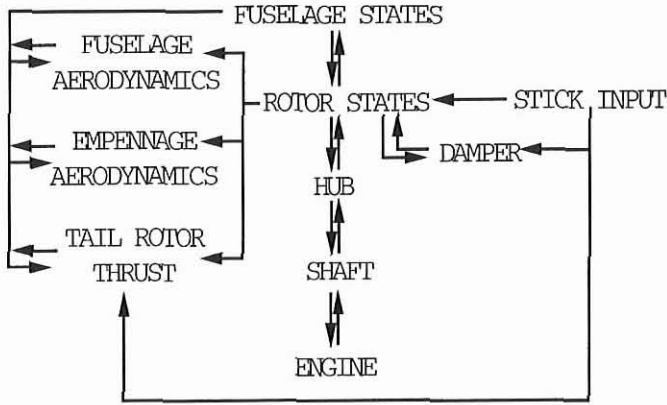 FUSELAGE STATES
FUSELAGE
AERODYNAMICS
ROTOR STATES
STICK INPUT
EMPENNAGE
AERODYNAMICS
DAMPER
HUB
TAIL ROTOR
THRUST
SHAFT
ENGINE